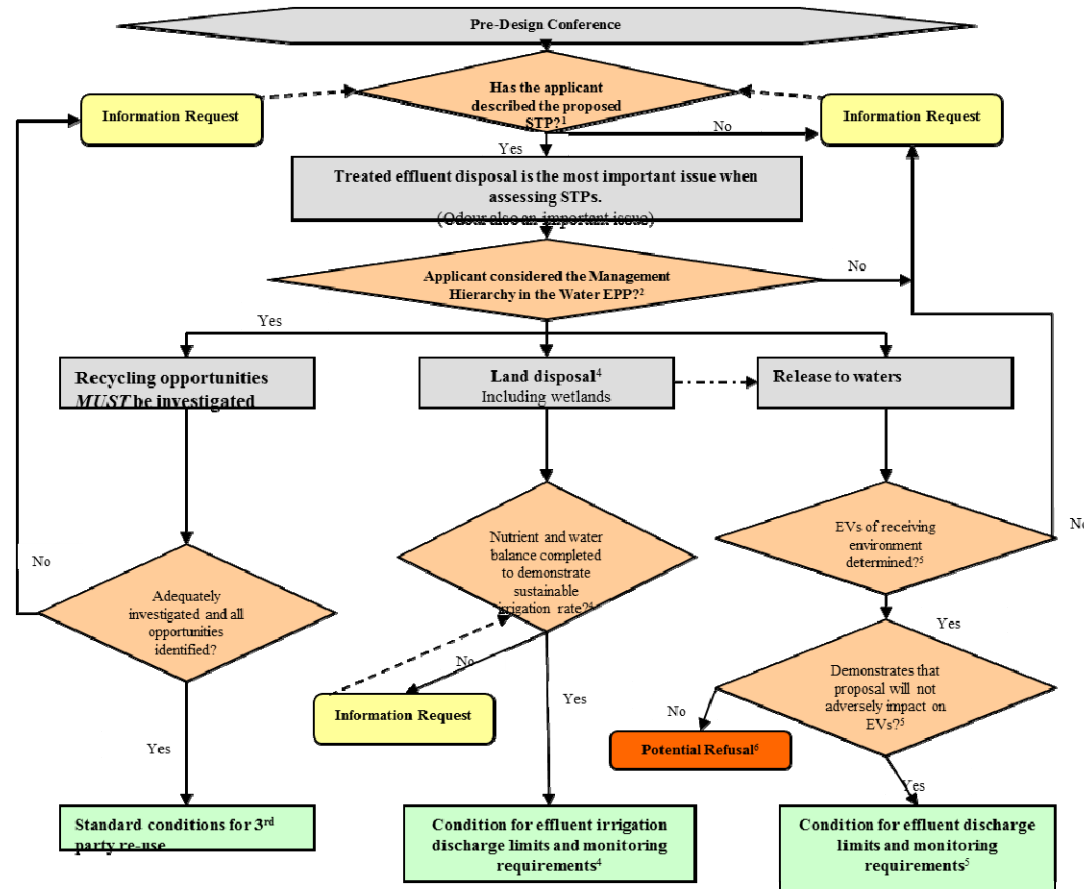 Pre-Design Conference
Has the applicant
described the proposed
STP?¹
Information Request
Information Request
No
Yes
Treated effluent disposal is the most important issue when
assessing STPs.
(Odour also an important issue)
Applicant considered the Management
Hierarchy in the Water EPP?²
No
Yes
Recycling opportunities
MUST be investigated
Land disposal⁴
Including wetlands
Release to waters
Nutrient and water
balance completed
to demonstrate
sustainable
irrigation rate?⁴
EVs of receiving
environment
determined?⁵
No
No
Adequately
investigated and all
opportunities
identified?
Yes
Demonstrates that
proposal will not
adversely impact on
EVs?⁵
No
Information Request
Yes
No
Potential Refusal⁶
Yes
Yes
Standard conditions for 3rd
party re-use
Condition for effluent irrigation
discharge limits and monitoring
requirements⁴
Condition for effluent discharge
limits and monitoring
requirements⁵